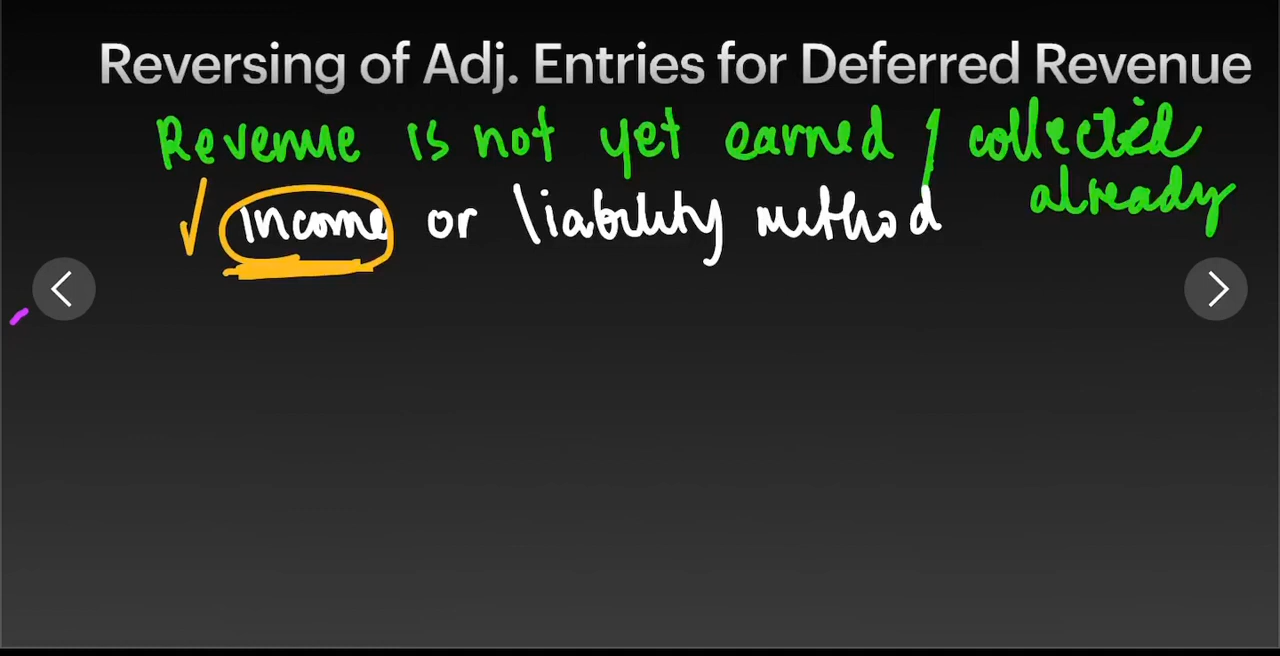 Reversing of Adj. Entries for Deferred Revenue
Revenue is not yet earned / collected
already
Income or liability method